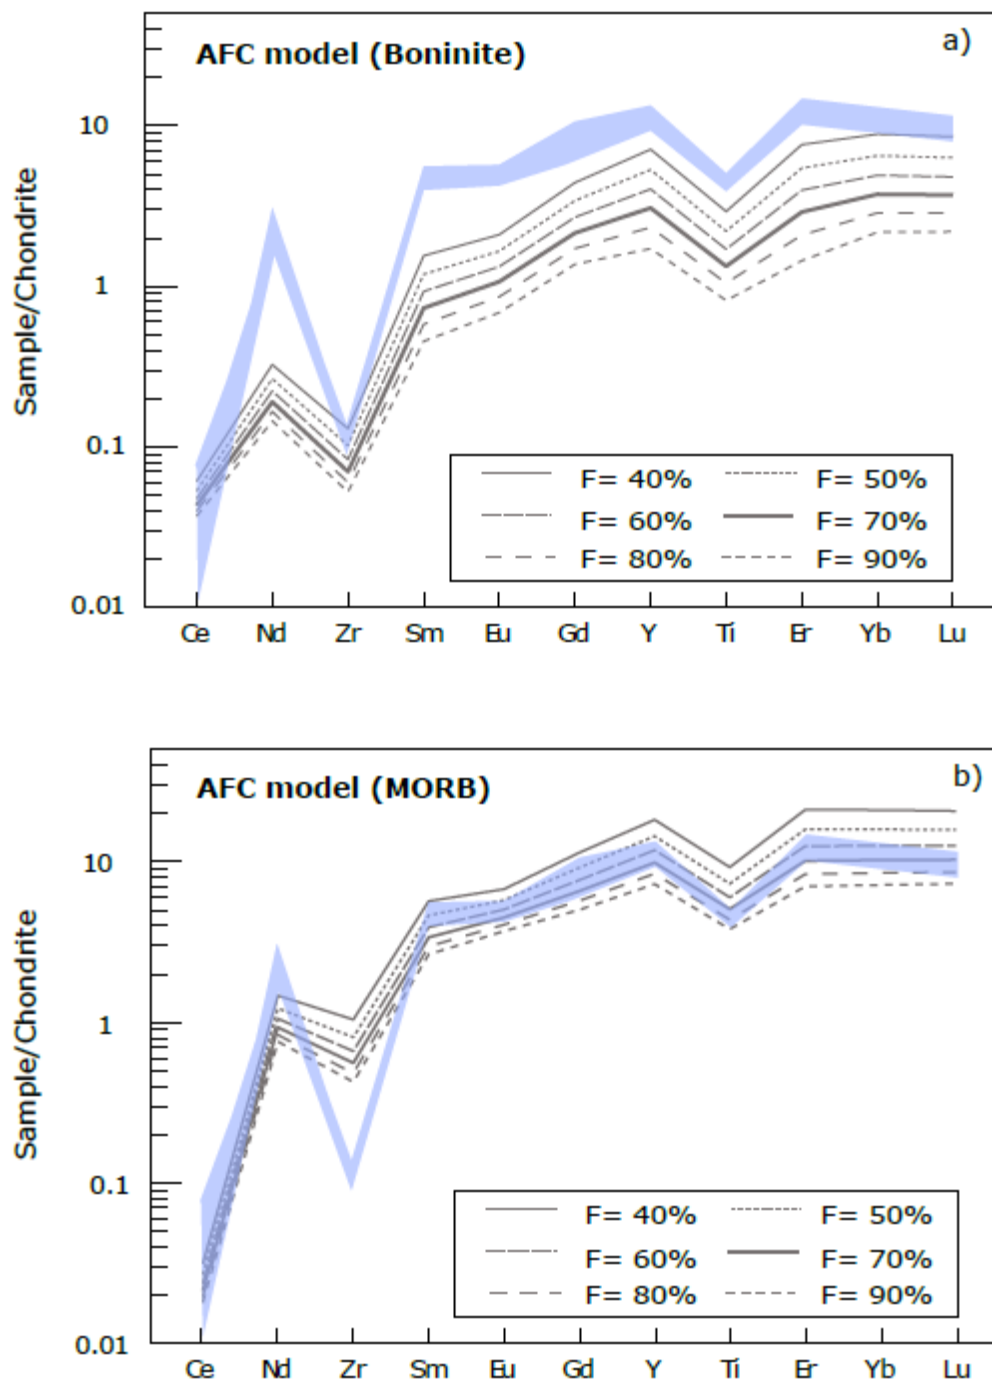 AFC model (Boninite)
a)
Sample/Chondrite
10
1
0.1
0.01
F= 40%
F= 50%
F= 60%
F= 70%
F= 80%
F= 90%
Ce Nd Zr Sm Eu Gd Y Ti Er Yb Lu
AFC model (MORB)
b)
Sample/Chondrite
10
1
0.1
0.01
F= 40%
F= 50%
F= 60%
F= 70%
F= 80%
F= 90%
Ce Nd Zr Sm Eu Gd Y Ti Er Yb Lu